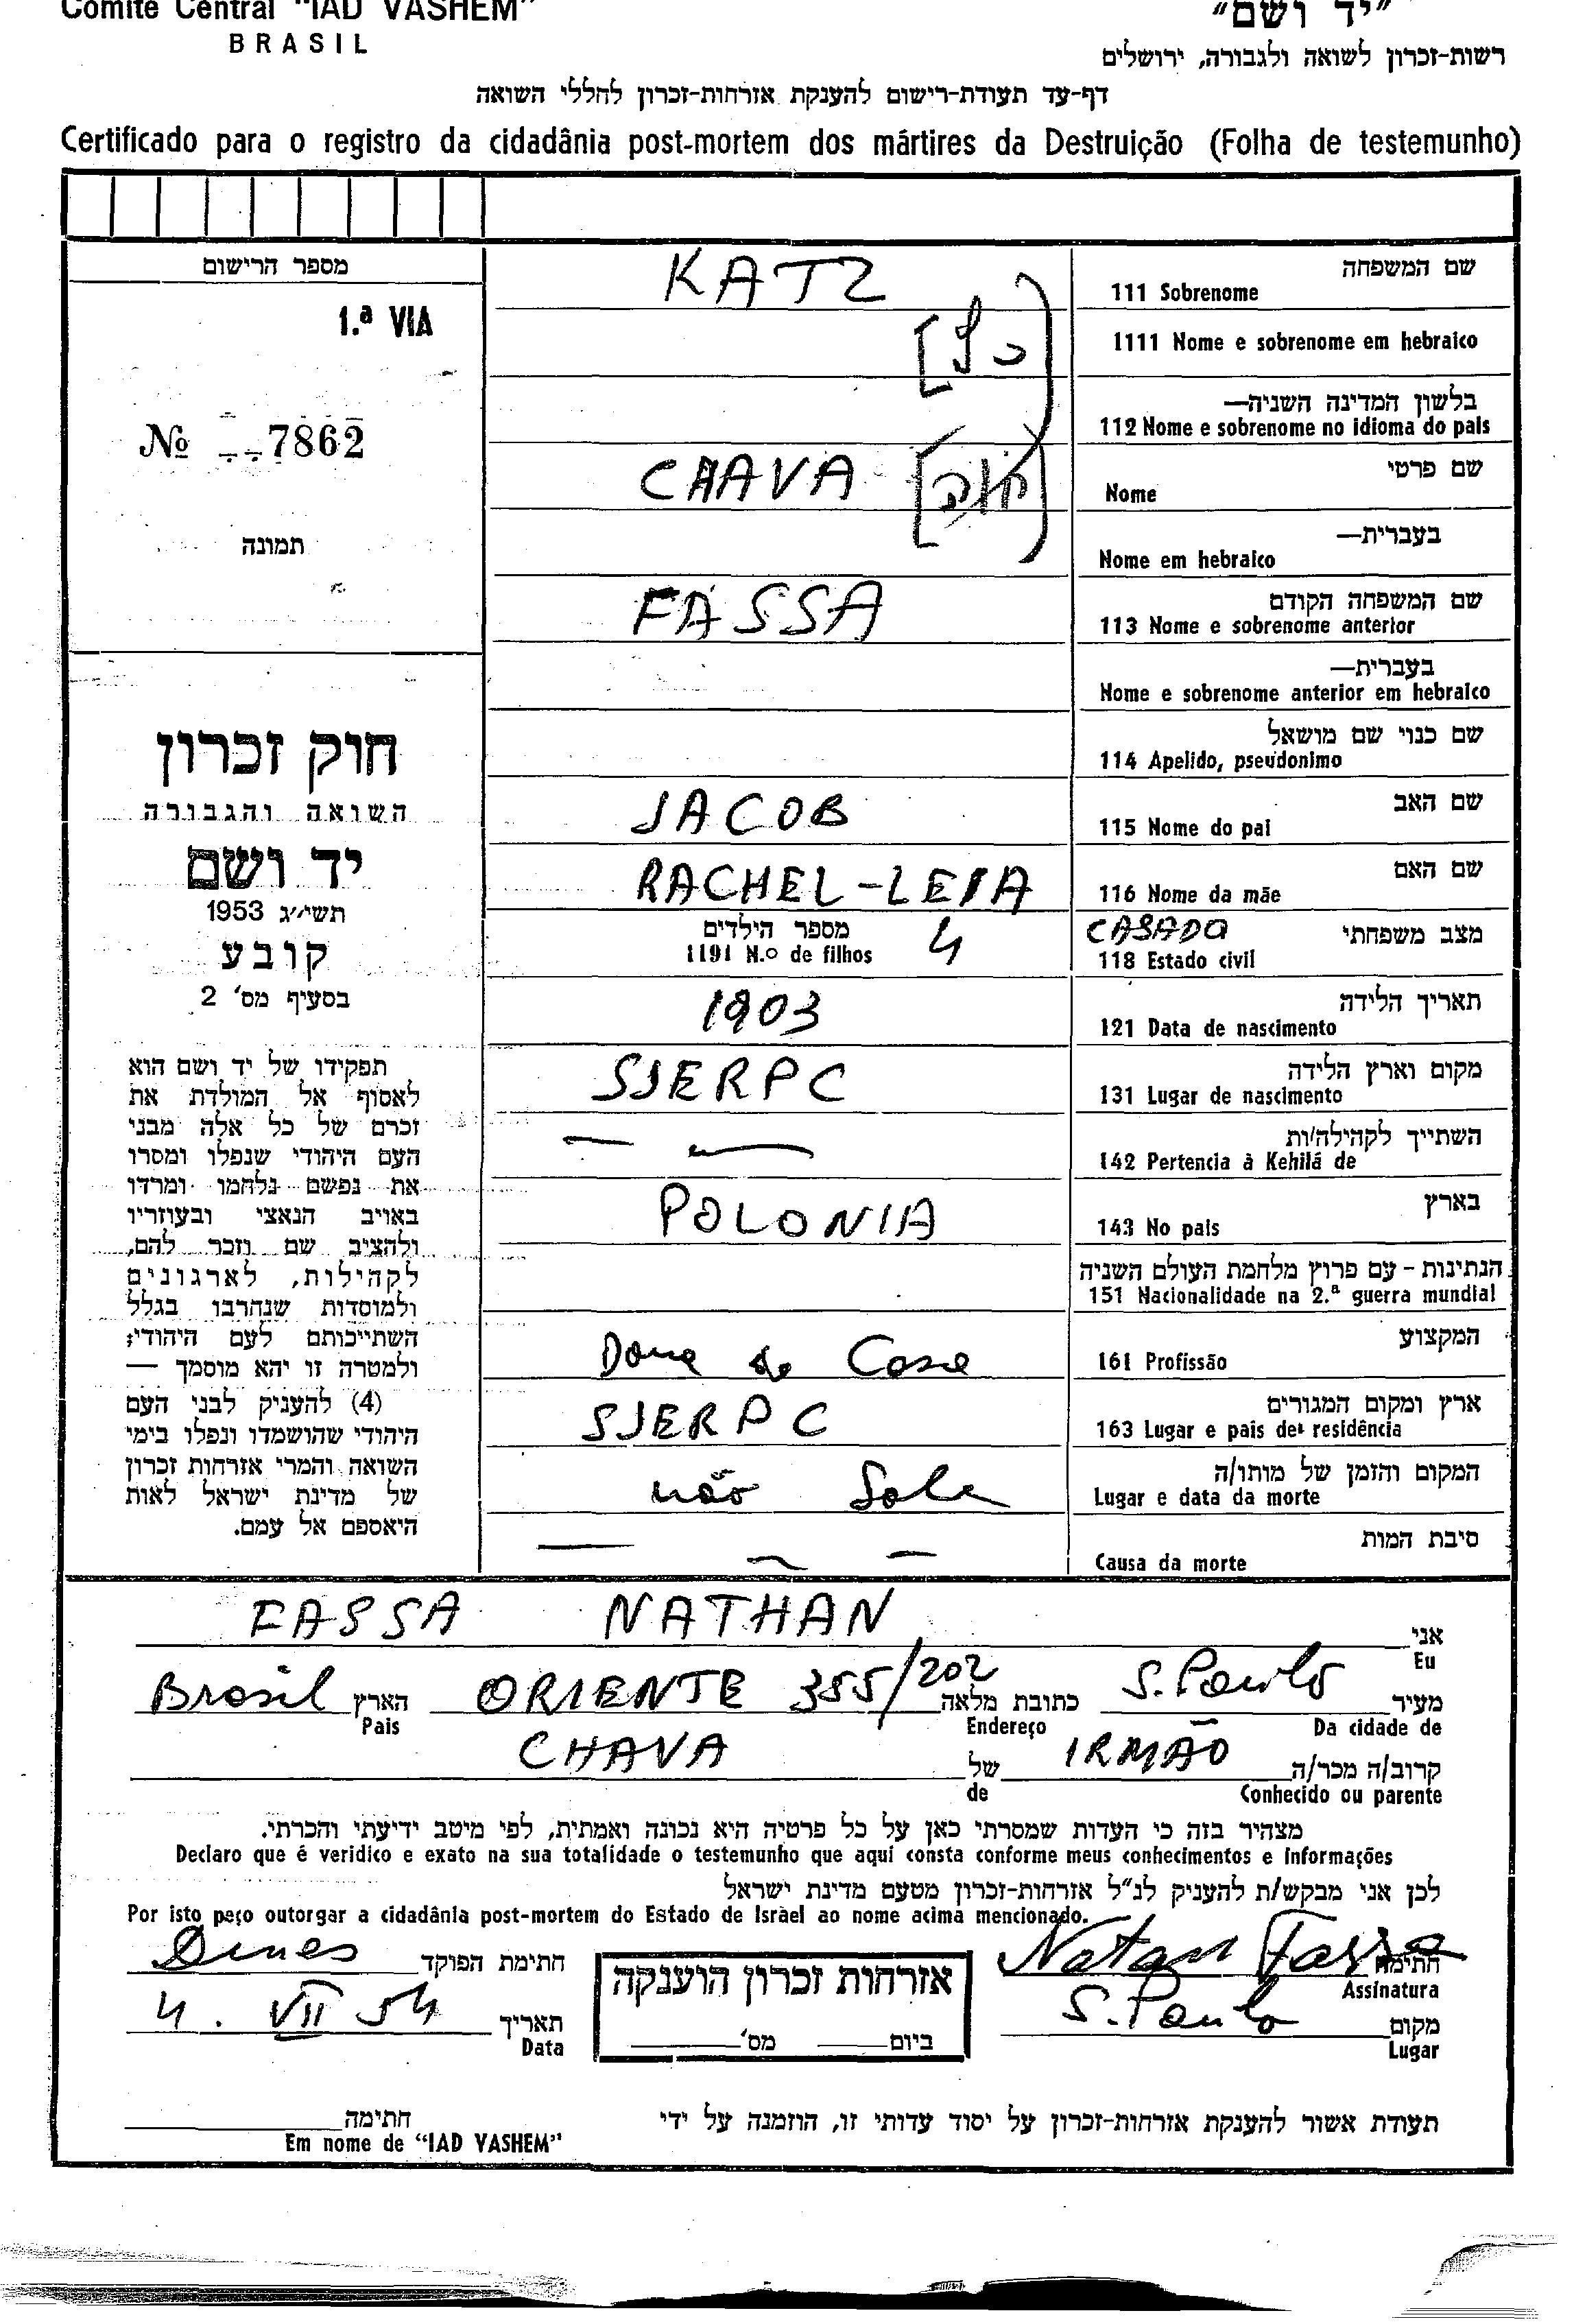 Comité Central "IAD VASHEM"
"יד ושם"
BRASIL
רשות-זכרון לשואה ולגבורה, ירושלים
דף-עד תעודת-רישום להענקת אזרחות-זכרון לחללי השואה
Certificado para o registro da cidadânia post-mortem dos mártires da Destruição (Folha de testemunho)
מספר הרישום
1.ª VIA
№ 7862
תמונה
חוק זכרון
השואה והגבורה
יד ושם
תשי"ג 1953
קובע
בסעיף מס' 2
תפקידו של יד ושם הוא
לאסוף אל המולדת את
זכרם של כל אלה מבני
העם היהודי שנפלו ומסרו
את נפשם נלחמו ומרדו
באויב הנאצי ובעוזריו
ולהציב שם וזכר להם,
לקהילות, לארגונים
ולמוסדות שנחרבו בגלל
השתייכותם לעם היהודי;
ולמטרה זו יהא מוסמך —
(4) להעניק לבני העם
היהודי שהושמדו ונפלו בימי
השואה והמרי אזרחות זכרון
של מדינת ישראל לאות
היאספם אל עמם.
שם המשפחה
111 Sobrenome KATZ
1111 Nome e sobrenome em hebraico [כץ
בלשון המדינה השניה—
112 Nome e sobrenome no idioma do pais
שם פרטי
Nome CHAVA [חוה]
בעברית—
Nome em hebraico
שם המשפחה הקודם
113 Nome e sobrenome anterior FASSA
בעברית—
Nome e sobrenome anterior em hebraico
שם כנוי שם מושאל
114 Apelido, pseudonimo
שם האב
115 Nome do pai JACOB
שם האם
116 Nome da mãe RACHEL-LEIA
מצב משפחתי CASADA
118 Estado civil
מספר הילדים
1191 N.º de filhos 4
תאריך הלידה
121 Data de nascimento 1903
מקום וארץ הלידה
131 Lugar de nascimento SJERPC
השתייך לקהילה/ות
142 Pertencia à Kehilá de — —
בארץ
143 No pais POLONIA
הנתינות - עם פרוץ מלחמת העולם השניה
151 Nacionalidade na 2.ª guerra mundial
המקצוע
161 Profissão Dona de Casa
ארץ ומקום המגורים
163 Lugar e pais de residência SJERPC
המקום והזמן של מותו/ה
Lugar e data da morte não Sabe
סיבת המות
Causa da morte — — —
אני
Eu FASSA NATHAN
מעיר S. Paulo כתובת מלאה ORIENTE 355/202 הארץ Brasil
Da cidade de Endereço Pais
קרוב/ה מכר/ה IRMÃO של CHAVA
Conhecido ou parente de
מצהיר בזה כי העדות שמסרתי כאן על כל פרטיה היא נכונה ואמתית, לפי מיטב ידיעתי והכרתי.
Declaro que é veridico e exato na sua totalidade o testemunho que aqui consta conforme meus conhecimentos e informações
לכן אני מבקש/ת להעניק לנ"ל אזרחות-זכרון מטעם מדינת ישראל
Por isto peço outorgar a cidadânia post-mortem do Estado de Israel ao nome acima mencionado.
חתימה Natan Fassa
Assinatura
חתימת הפוקד
מקום S. Paulo
Lugar
אזרחות זכרון הוענקה
ביום מס'
תאריך 4. VII 54
Data
תעודת אשור להענקת אזרחות-זכרון על יסוד עדותי זו, הוזמנה על ידי
חתימה
Em nome de "IAD VASHEM"